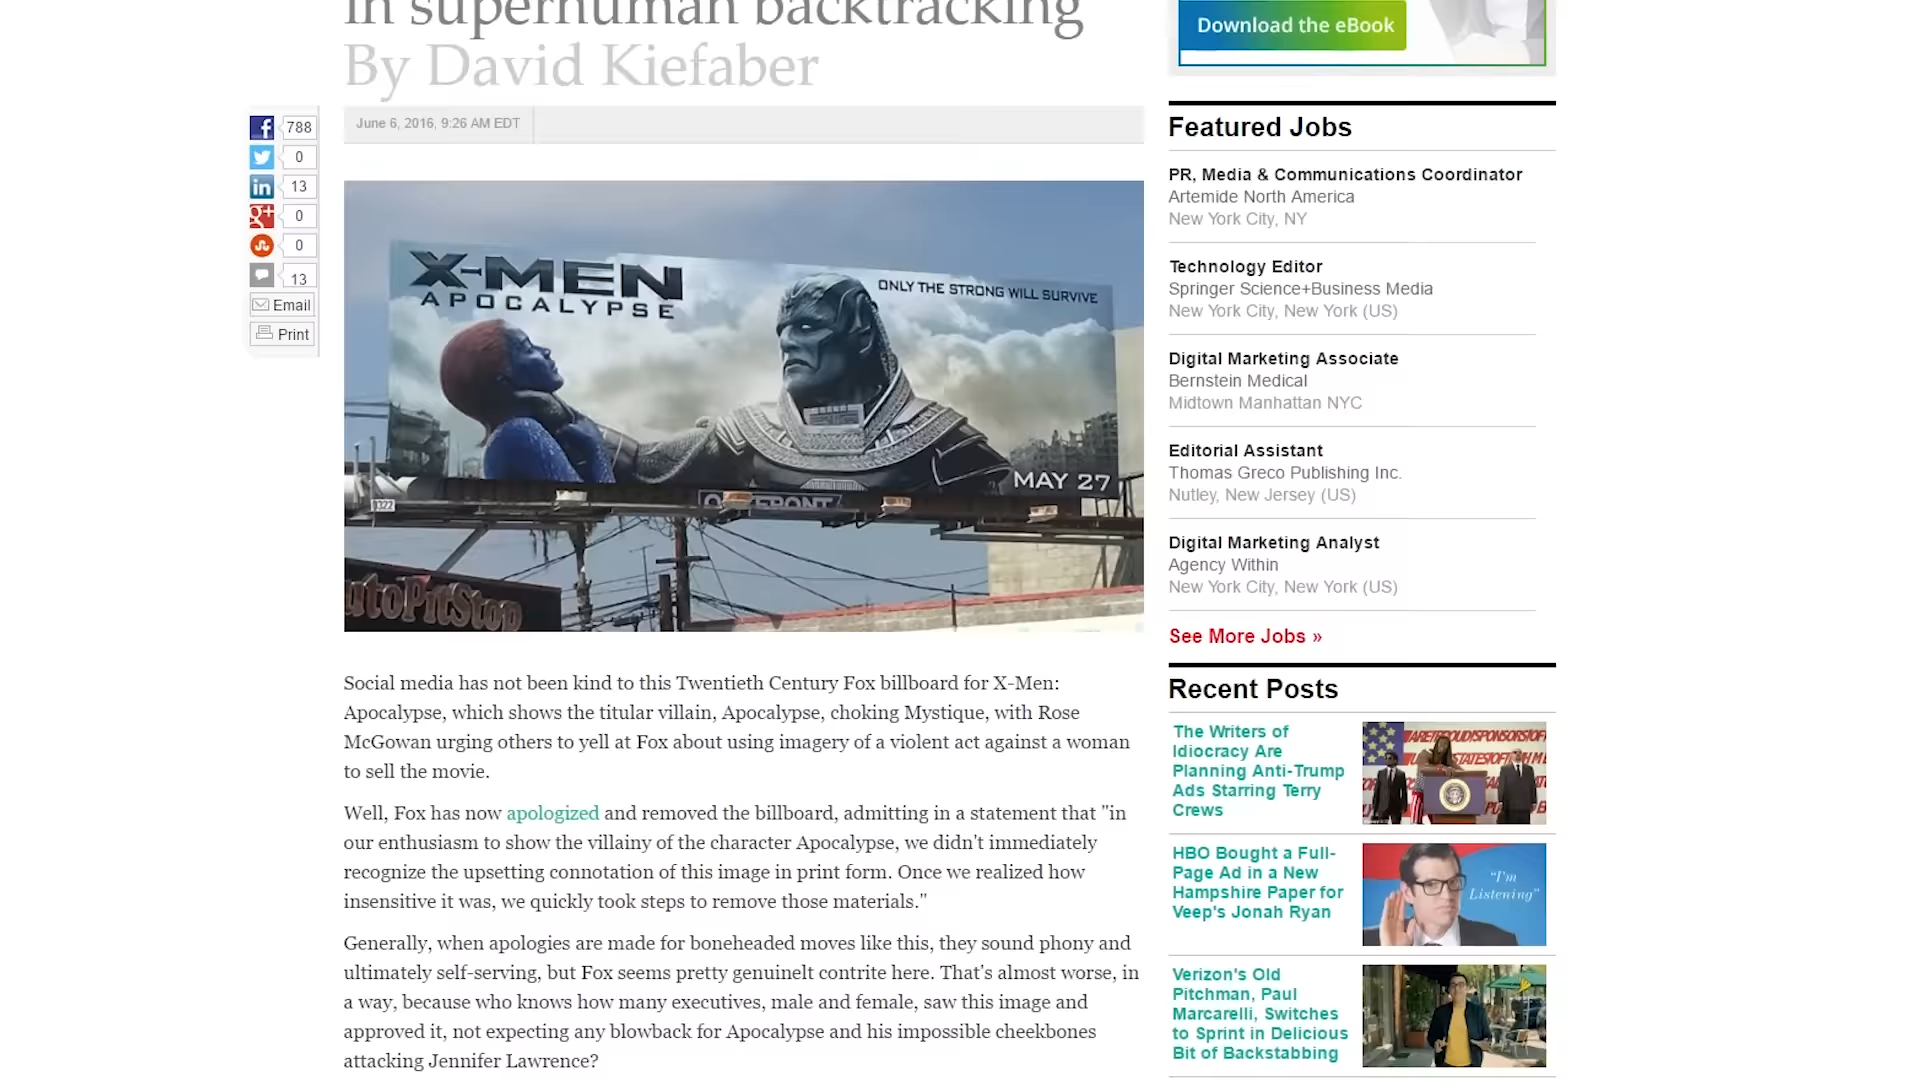 in superhuman backtracking
By David Kiefaber
June 6, 2016, 9:26 AM EDT
788
0
13
0
0
13
Email
Print
X-MEN
APOCALYPSE
ONLY THE STRONG WILL SURVIVE
MAY 27
1322
Social media has not been kind to this Twentieth Century Fox billboard for X-Men:
Apocalypse, which shows the titular villain, Apocalypse, choking Mystique, with Rose
McGowan urging others to yell at Fox about using imagery of a violent act against a woman
to sell the movie.
Well, Fox has now apologized and removed the billboard, admitting in a statement that "in
our enthusiasm to show the villainy of the character Apocalypse, we didn't immediately
recognize the upsetting connotation of this image in print form. Once we realized how
insensitive it was, we quickly took steps to remove those materials."
Generally, when apologies are made for boneheaded moves like this, they sound phony and
ultimately self-serving, but Fox seems pretty genuinelt contrite here. That's almost worse, in
a way, because who knows how many executives, male and female, saw this image and
approved it, not expecting any blowback for Apocalypse and his impossible cheekbones
attacking Jennifer Lawrence?
Download the eBook
Featured Jobs
PR, Media & Communications Coordinator
Artemide North America
New York City, NY
Technology Editor
Springer Science+Business Media
New York City, New York (US)
Digital Marketing Associate
Bernstein Medical
Midtown Manhattan NYC
Editorial Assistant
Thomas Greco Publishing Inc.
Nutley, New Jersey (US)
Digital Marketing Analyst
Agency Within
New York City, New York (US)
See More Jobs »
Recent Posts
The Writers of
Idiocracy Are
Planning Anti-Trump
Ads Starring Terry
Crews
HBO Bought a Full-
Page Ad in a New
Hampshire Paper for
Veep's Jonah Ryan
"I'm
Listening"
Verizon's Old
Pitchman, Paul
Marcarelli, Switches
to Sprint in Delicious
Bit of Backstabbing